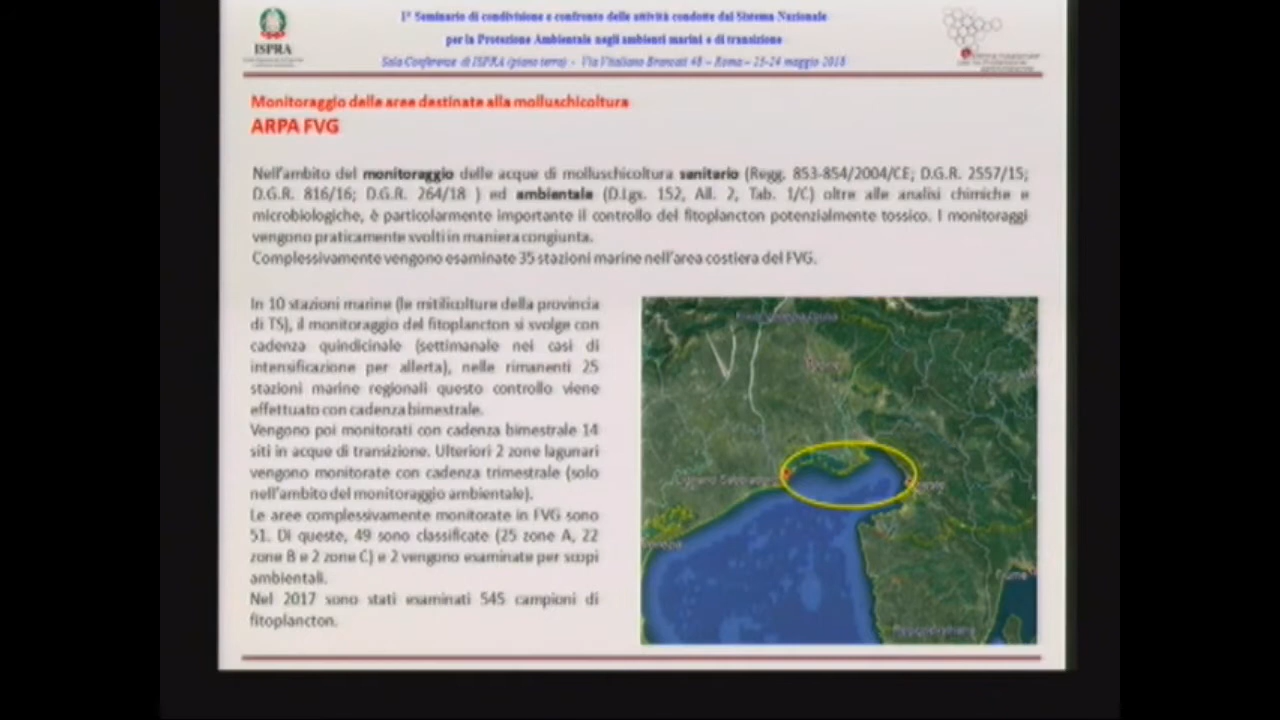 1° Seminario di condivisione e confronto delle attività condotte dal Sistema Nazionale
per la Protezione Ambientale negli ambienti marini e di transizione
Sala Conferenze di ISPRA (piano terra) - Via Vitaliano Brancati 48 – Roma – 23-24 maggio 2018
ISPRA
Monitoraggio delle aree destinate alla molluschicoltura
ARPA FVG
Nell'ambito del monitoraggio delle acque di molluschicoltura sanitario (Regg. 853-854/2004/CE; D.G.R. 2557/15;
D.G.R. 816/16; D.G.R. 264/18 ) ed ambientale (D.Lgs. 152, All. 2, Tab. 1/C) oltre alle analisi chimiche e
microbiologiche, è particolarmente importante il controllo del fitoplancton potenzialmente tossico. I monitoraggi
vengono praticamente svolti in maniera congiunta.
Complessivamente vengono esaminate 35 stazioni marine nell'area costiera del FVG.
In 10 stazioni marine (le mitilicolture della provincia
di TS), il monitoraggio del fitoplancton si svolge con
cadenza quindicinale (settimanale nei casi di
intensificazione per allerta), nelle rimanenti 25
stazioni marine regionali questo controllo viene
effettuato con cadenza bimestrale.
Vengono poi monitorati con cadenza bimestrale 14
siti in acque di transizione. Ulteriori 2 zone lagunari
vengono monitorate con cadenza trimestrale (solo
nell'ambito del monitoraggio ambientale).
Le aree complessivamente monitorate in FVG sono
51. Di queste, 49 sono classificate (25 zone A, 22
zone B e 2 zone C) e 2 vengono esaminate per scopi
ambientali.
Nel 2017 sono stati esaminati 545 campioni di
fitoplancton.